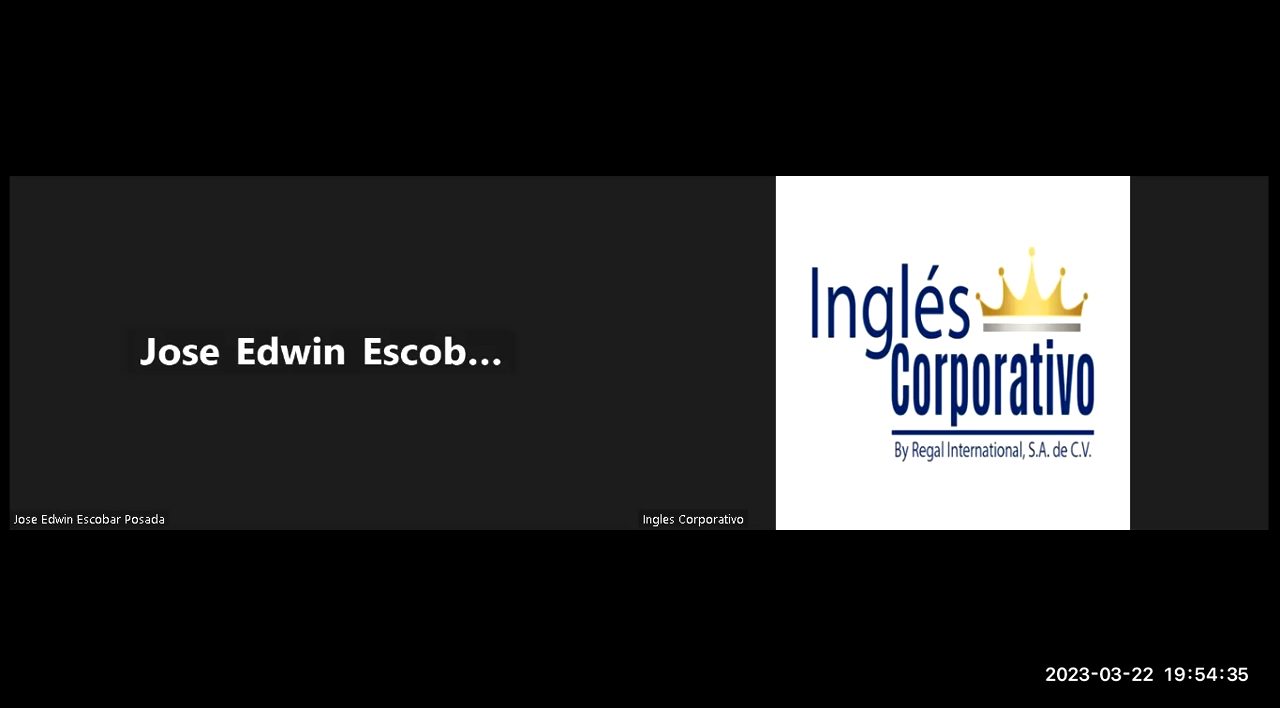 Jose Edwin Escob...
Jose Edwin Escobar Posada
Inglés
Corporativo
By Regal International, S.A. de C.V.
Ingles Corporativo
2023-03-22 19:54:35